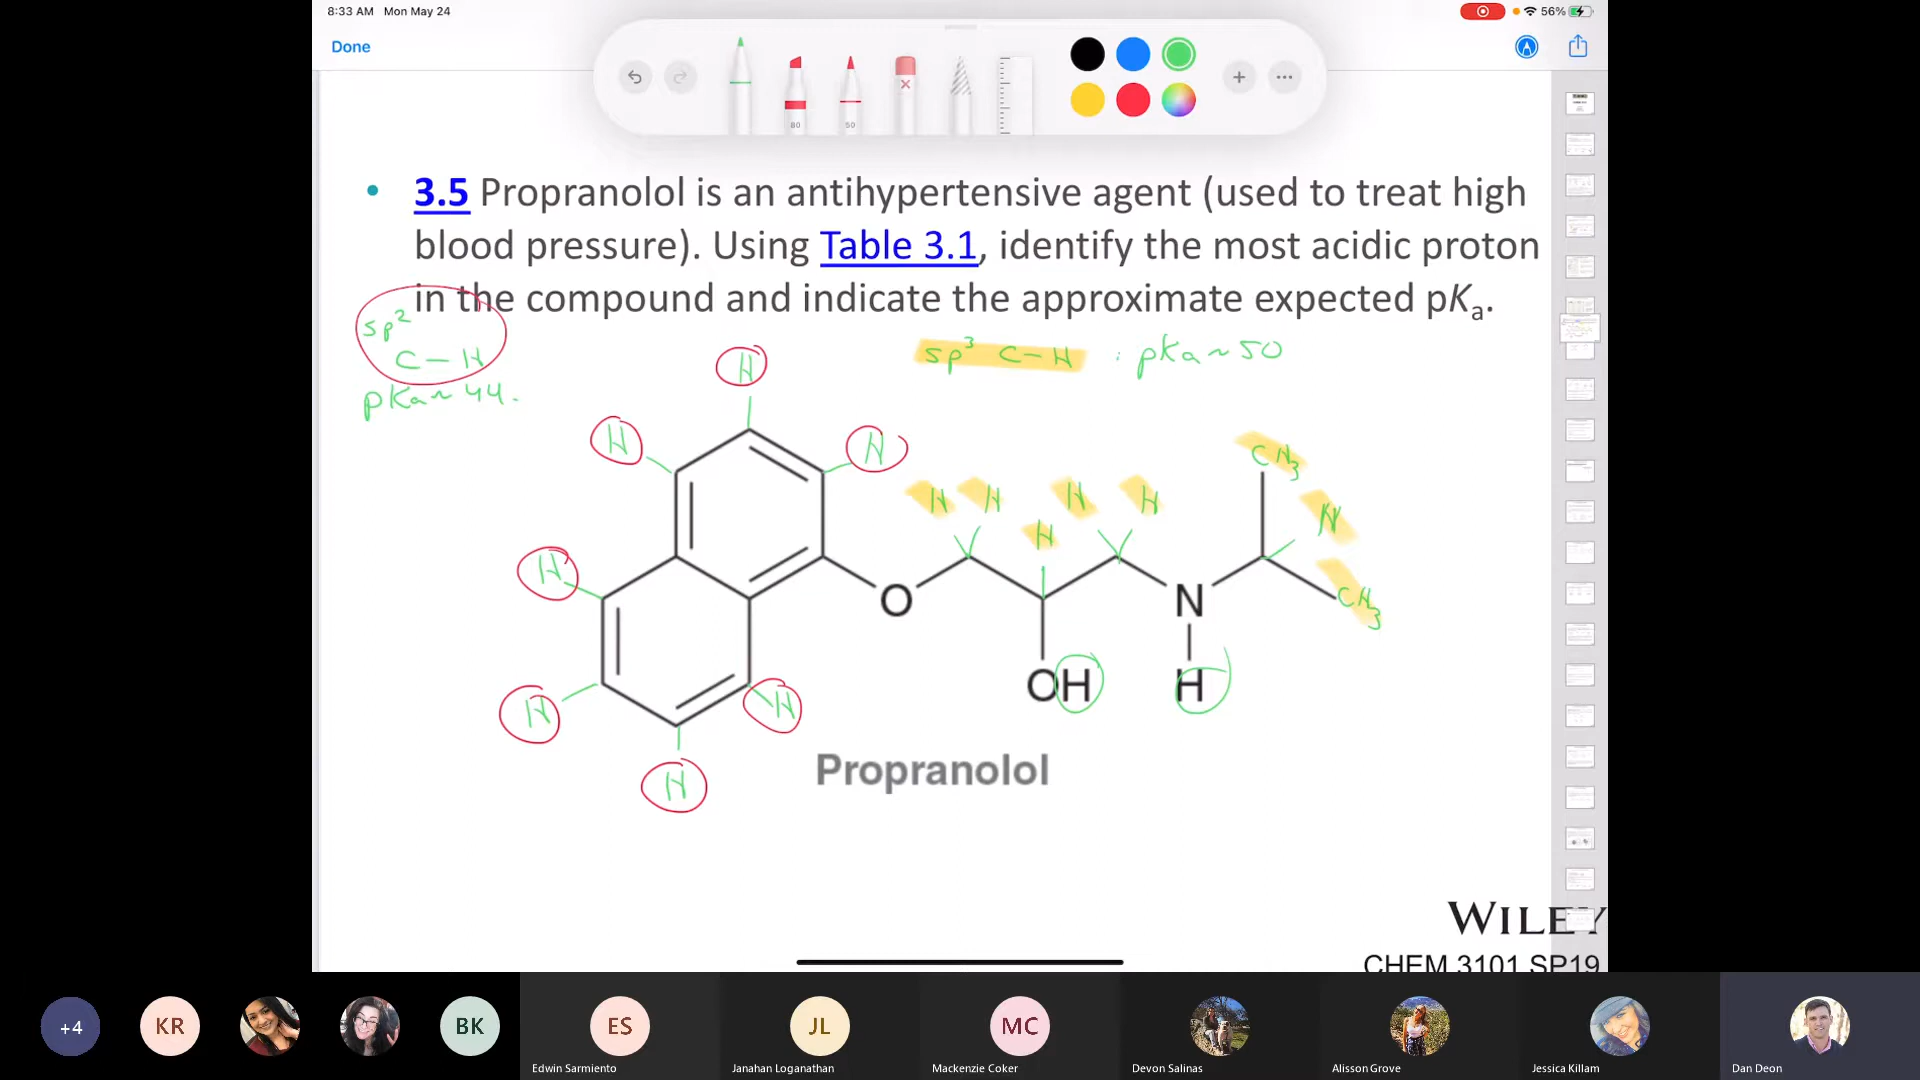 8:33 AM Mon May 24
56%
Done
80
50
• 3.5 Propranolol is an antihypertensive agent (used to treat high
blood pressure). Using Table 3.1, identify the most acidic proton
in the compound and indicate the approximate expected pKa.
sp²
C-H
pKa~44.
sp³ C-H : pKa~50
H
H
H
CH₃
H
H
H
H
H
H
H
CH₃
O
N
H
H
OH
H
H
Propranolol
WILEY
CHEM 3101 SP19
+4
KR
BK
ES
JL
MC
Edwin Sarmiento
Janahan Loganathan
Mackenzie Coker
Devon Salinas
Alisson Grove
Jessica Killam
Dan Deon